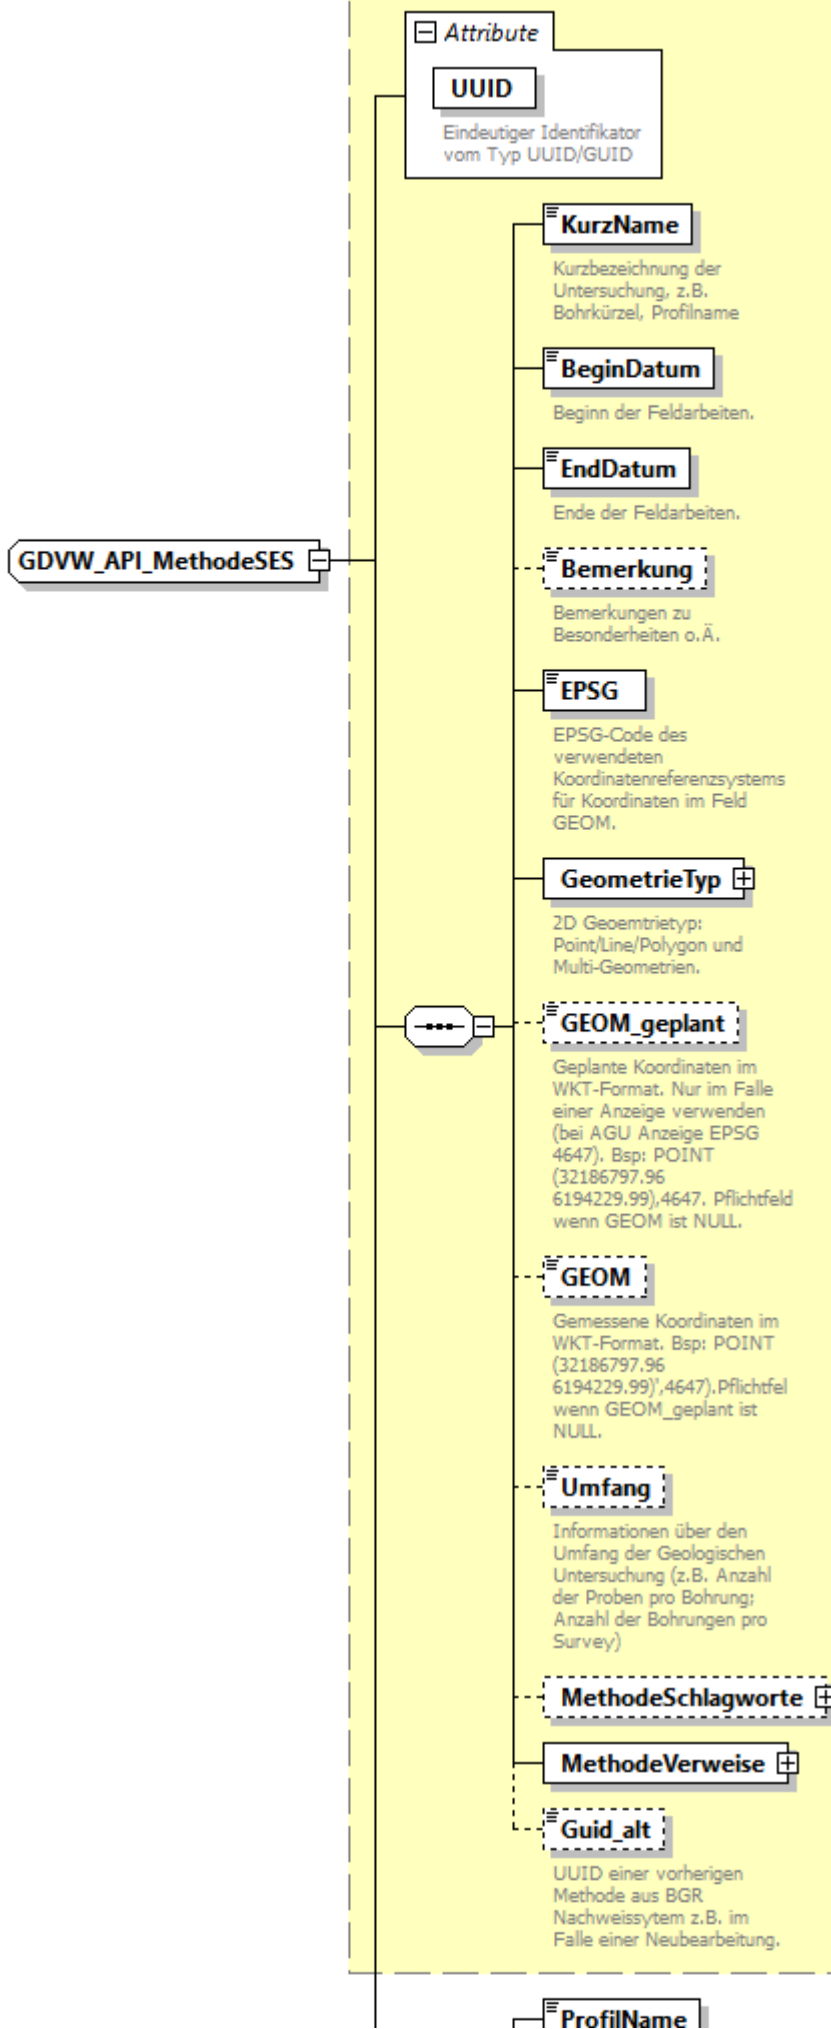 Attribute
UUID
Eindeutiger Identifikator
vom Typ UUID/GUID
KurzName
Kurzbezeichnung der
Untersuchung, z.B.
Bohrkürzel, Profilname
BeginDatum
Beginn der Feldarbeiten.
EndDatum
Ende der Feldarbeiten.
GDVW_API_MethodeSES
Bemerkung
Bemerkungen zu
Besonderheiten o.Ä.
EPSG
EPSG-Code des
verwendeten
Koordinatenreferenzsystems
für Koordinaten im Feld
GEOM.
GeometrieTyp
2D Geoemtrietyp:
Point/Line/Polygon und
Multi-Geometrien.
GEOM_geplant
Geplante Koordinaten im
WKT-Format. Nur im Falle
einer Anzeige verwenden
(bei AGU Anzeige EPSG
4647). Bsp: POINT
(32186797.96
6194229.99),4647. Pflichtfeld
wenn GEOM ist NULL.
GEOM
Gemessene Koordinaten im
WKT-Format. Bsp: POINT
(32186797.96
6194229.99)',4647).Pflichtfel
wenn GEOM_geplant ist
NULL.
Umfang
Informationen über den
Umfang der Geologischen
Untersuchung (z.B. Anzahl
der Proben pro Bohrung;
Anzahl der Bohrungen pro
Survey)
MethodeSchlagworte
MethodeVerweise
Guid_alt
UUID einer vorherigen
Methode aus BGR
Nachweissytem z.B. im
Falle einer Neubearbeitung.
ProfilName